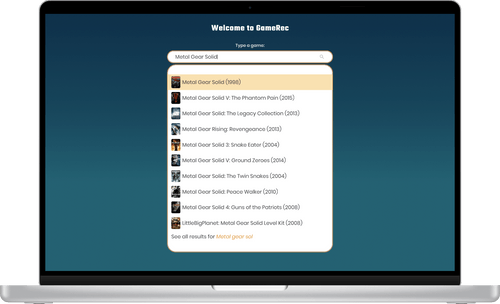 Welcome to GameRec
Type a game:
Metal Gear Solid
Metal Gear Solid (1998)
Metal Gear Solid V: The Phantom Pain (2015)
Metal Gear Solid: The Legacy Collection (2013)
Metal Gear Rising: Revengeance (2013)
Metal Gear Solid 3: Snake Eater (2004)
Metal Gear Solid V: Ground Zeroes (2014)
Metal Gear Solid: The Twin Snakes (2004)
Metal Gear Solid: Peace Walker (2010)
Metal Gear Solid 4: Guns of the Patriots (2008)
LittleBigPlanet: Metal Gear Solid Level Kit (2008)
See all results for Metal gear sol